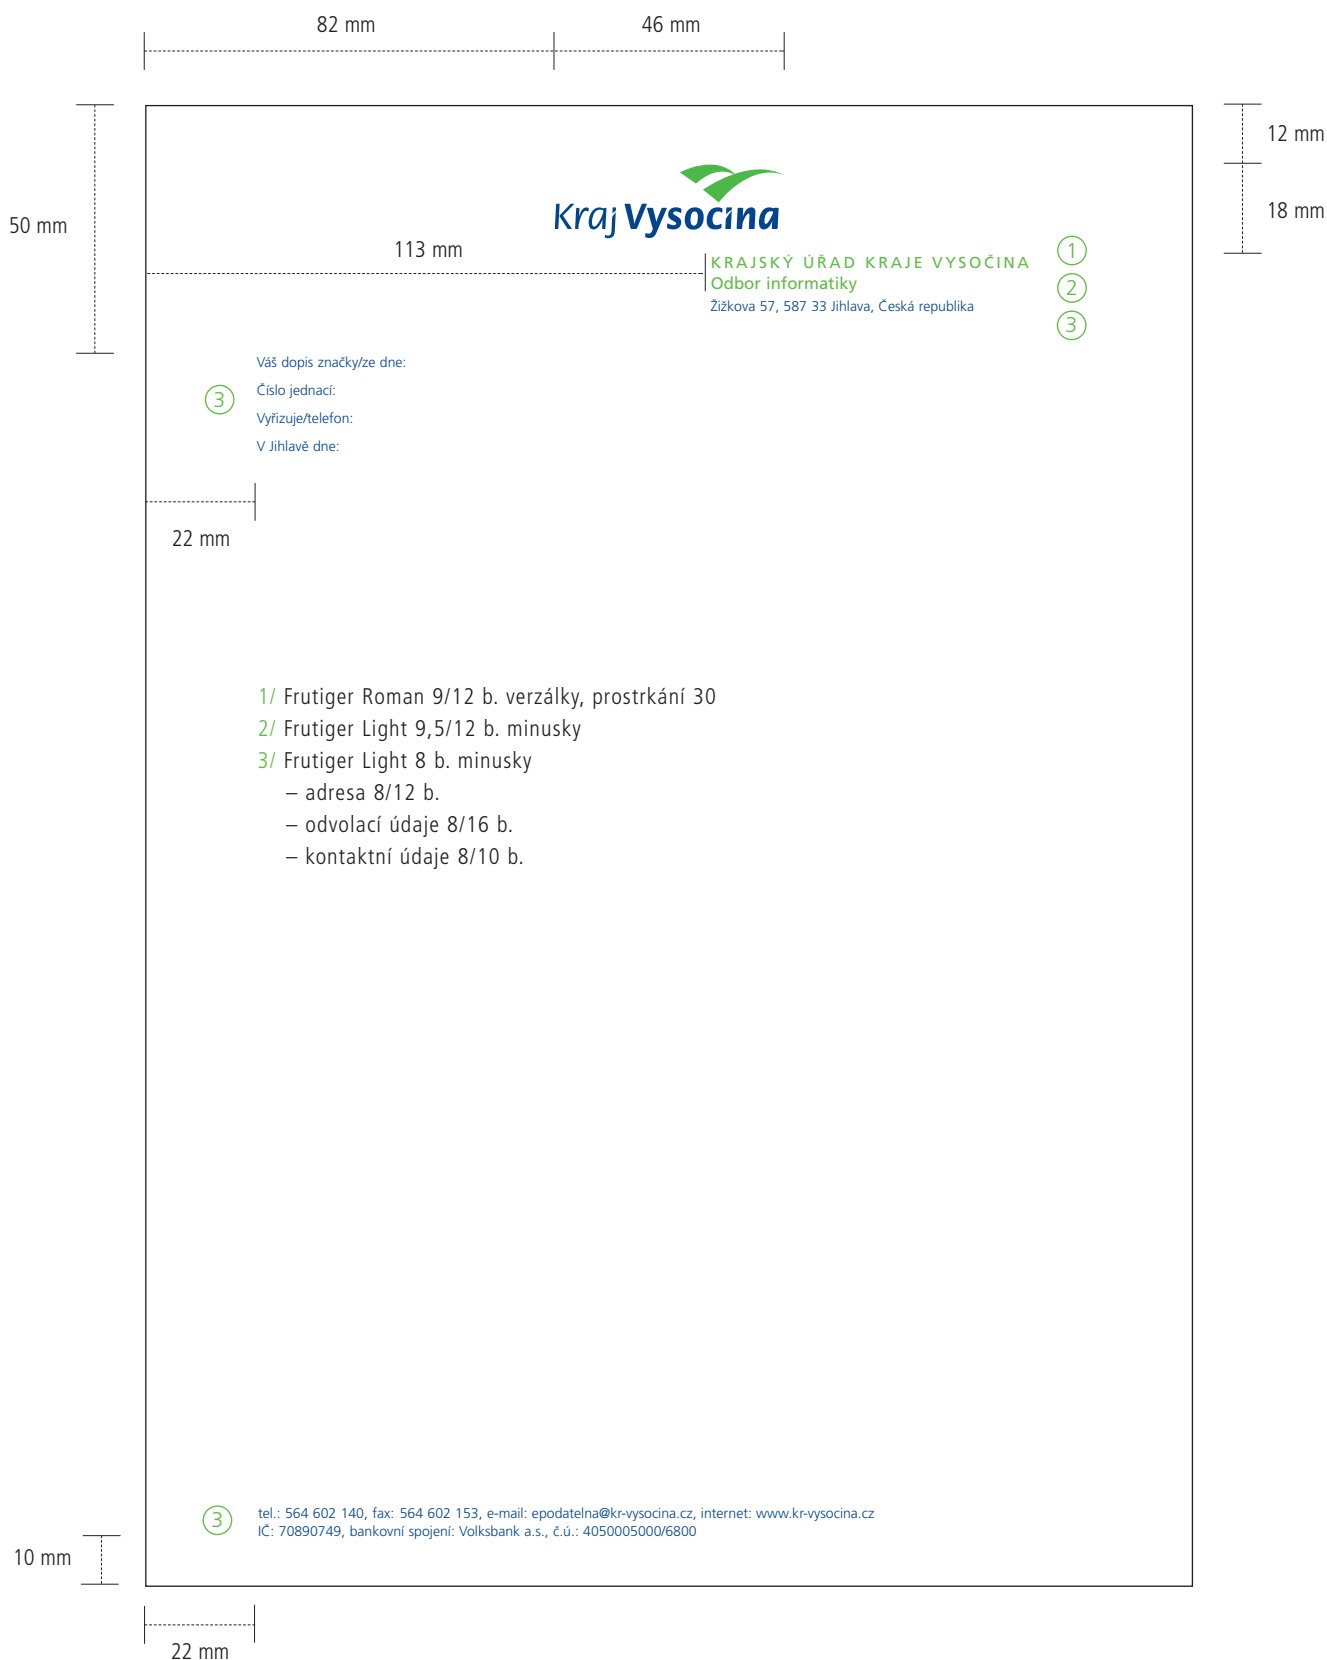 82 mm
46 mm
12 mm
50 mm
18 mm
Kraj Vysočina
113 mm
1
KRAJSKÝ ÚŘAD KRAJE VYSOČINA
Odbor informatiky
2
Žižkova 57, 587 33 Jihlava, Česká republika
3
Váš dopis značky/ze dne:
3
Číslo jednací:
Vyřizuje/telefon:
V Jihlavě dne:
22 mm
1/ Frutiger Roman 9/12 b. verzálky, prostrkání 30
2/ Frutiger Light 9,5/12 b. minusky
3/ Frutiger Light 8 b. minusky
– adresa 8/12 b.
– odvolací údaje 8/16 b.
– kontaktní údaje 8/10 b.
3
tel.: 564 602 140, fax: 564 602 153, e-mail: epodatelna@kr-vysocina.cz, internet: www.kr-vysocina.cz
IČ: 70890749, bankovní spojení: Volksbank a.s., č.ú.: 4050005000/6800
10 mm
22 mm